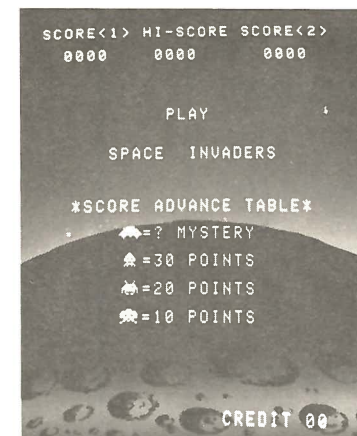 SCORE<1> HI-SCORE SCORE<2>
0000 0000 0000
PLAY
SPACE INVADERS
*SCORE ADVANCE TABLE*
=? MYSTERY
=30 POINTS
=20 POINTS
=10 POINTS
CREDIT 00